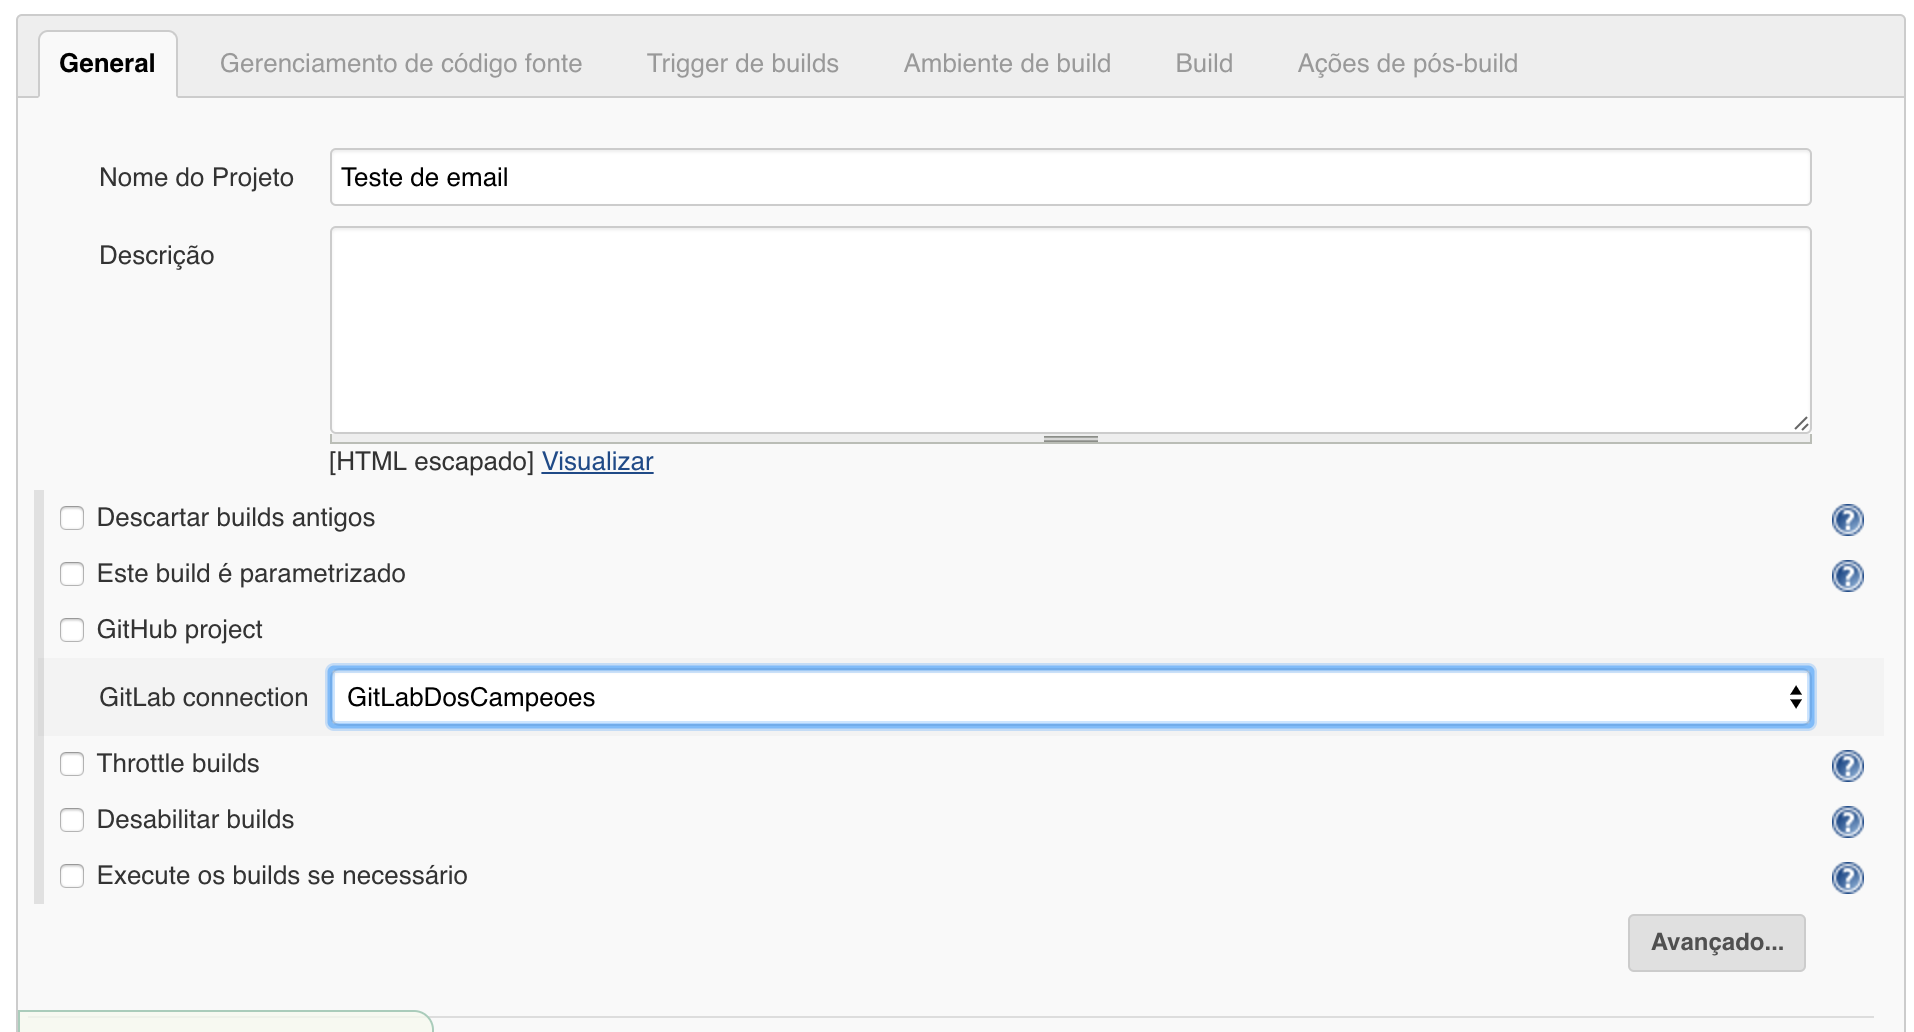 General Gerenciamento de código fonte Trigger de builds Ambiente de build Build Ações de pós-build
Nome do Projeto Teste de email
Descrição
[HTML escapado] Visualizar
Descartar builds antigos
Este build é parametrizado
GitHub project
GitLab connection GitLabDosCampeoes
Throttle builds
Desabilitar builds
Execute os builds se necessário
Avançado...